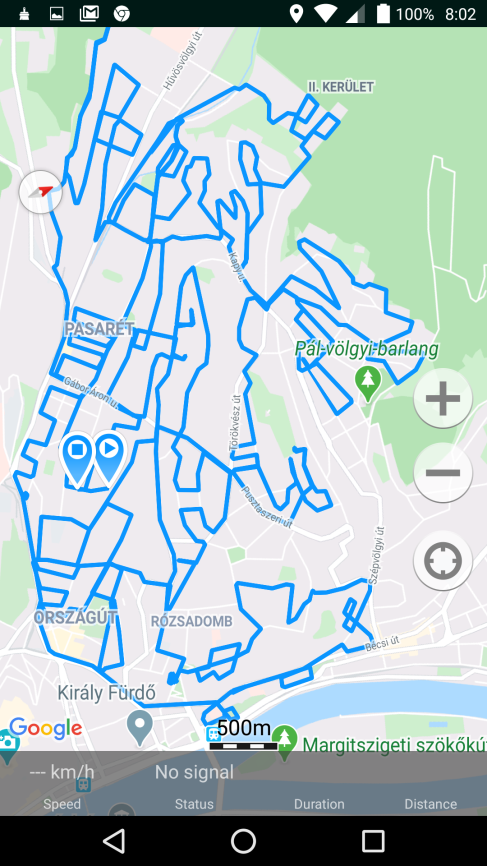 100% 8:02
Hűvösvölgyi út
II. KERÜLET
Kapy u.
PASARÉT
Pál-völgyi-barlang
Gábor Áron u.
Törökvész út
Pusztaszeri út
Szépvölgyi út
ORSZÁGÚT
RÓZSADOMB
Bécsi út
Király Fürdő
Google
500m
Margitszigeti szökőkút
--- km/h
No signal
Speed
Status
Duration
Distance